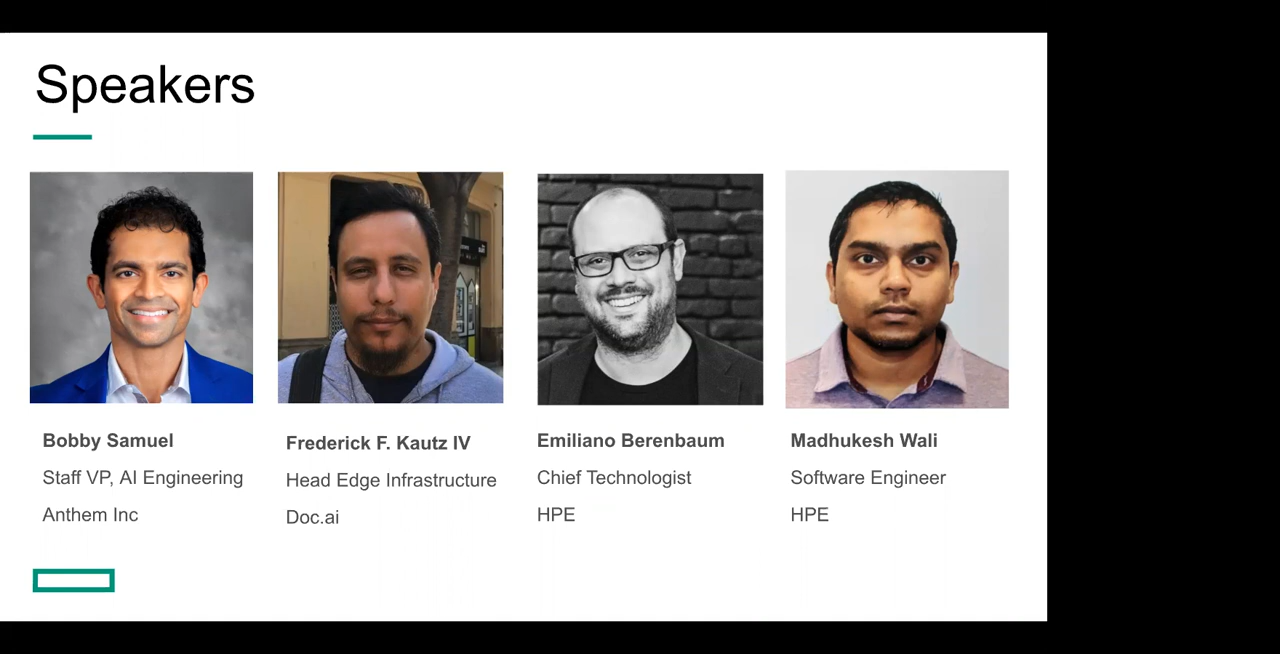 Speakers
Bobby Samuel
Staff VP, AI Engineering
Anthem Inc
Frederick F. Kautz IV
Head Edge Infrastructure
Doc.ai
Emiliano Berenbaum
Chief Technologist
HPE
Madhukesh Wali
Software Engineer
HPE